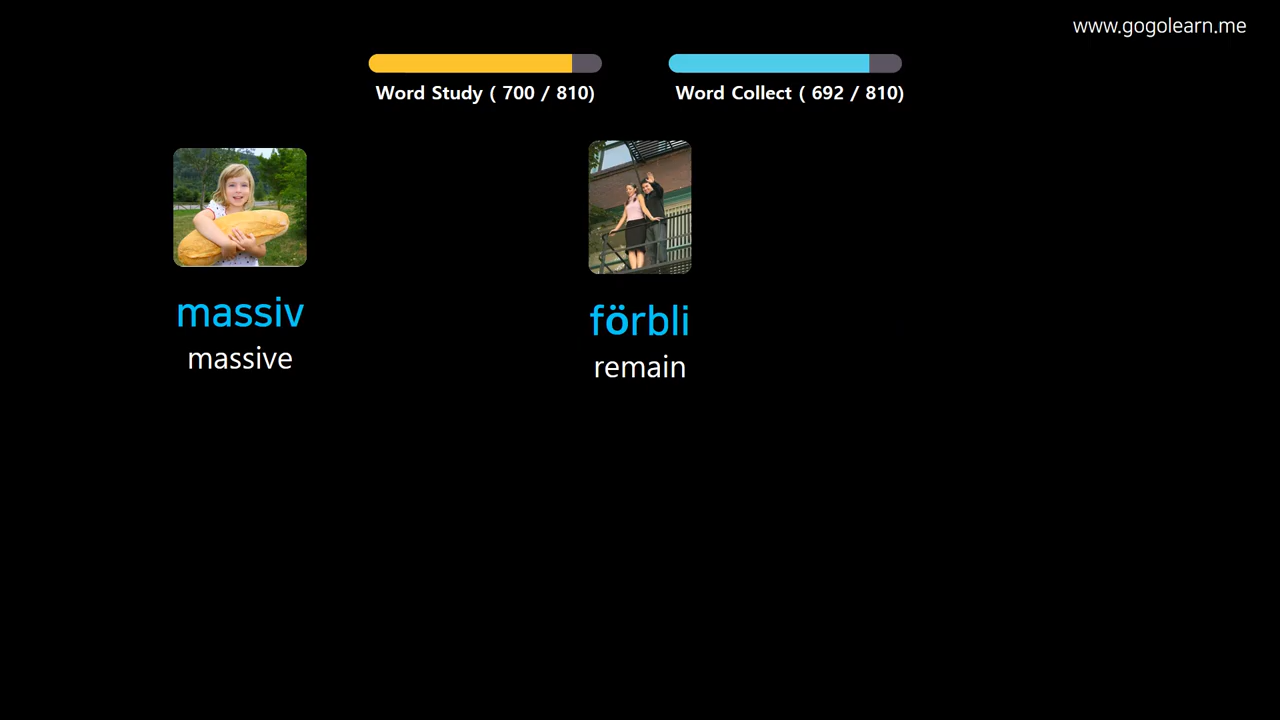 www.gogolearn.me
Word Study ( 700 / 810)
Word Collect ( 692 / 810)
massiv
massive
förbli
remain